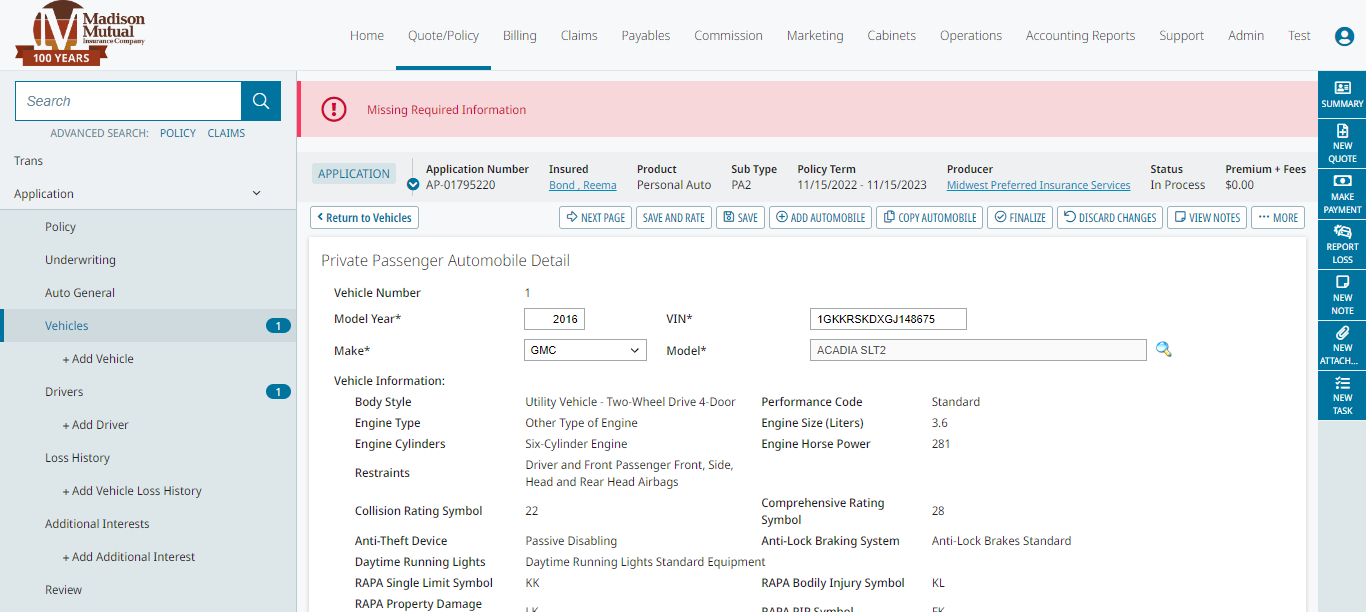 Madison
Mutual
Insurance Company
100 YEARS
Home Quote/Policy Billing Claims Payables Commission Marketing Cabinets Operations Accounting Reports Support Admin Test
Search
ADVANCED SEARCH: POLICY CLAIMS
Trans
Application
Policy
Underwriting
Auto General
Vehicles 1
+ Add Vehicle
Drivers 1
+ Add Driver
Loss History
+ Add Vehicle Loss History
Additional Interests
+ Add Additional Interest
Review
Missing Required Information
APPLICATION
Application Number Insured Product Sub Type Policy Term Producer Status Premium + Fees
AP-01795220 Bond , Reema Personal Auto PA2 11/15/2022 - 11/15/2023 Midwest Preferred Insurance Services In Process $0.00
Return to Vehicles NEXT PAGE SAVE AND RATE SAVE ADD AUTOMOBILE COPY AUTOMOBILE FINALIZE DISCARD CHANGES VIEW NOTES ··· MORE
Private Passenger Automobile Detail
Vehicle Number 1
Model Year* 2016 VIN* 1GKKRSKDXGJ148675
Make* GMC Model* ACADIA SLT2
Vehicle Information:
Body Style Utility Vehicle - Two-Wheel Drive 4-Door Performance Code Standard
Engine Type Other Type of Engine Engine Size (Liters) 3.6
Engine Cylinders Six-Cylinder Engine Engine Horse Power 281
Restraints Driver and Front Passenger Front, Side,
Head and Rear Head Airbags
Collision Rating Symbol 22 Comprehensive Rating
Symbol 28
Anti-Theft Device Passive Disabling Anti-Lock Braking System Anti-Lock Brakes Standard
Daytime Running Lights Daytime Running Lights Standard Equipment
RAPA Single Limit Symbol KK RAPA Bodily Injury Symbol KL
RAPA Property Damage LK RAPA PIP Symbol FK
SUMMARY
NEW
QUOTE
MAKE
PAYMENT
REPORT
LOSS
NEW
NOTE
NEW
ATTACH...
NEW
TASK